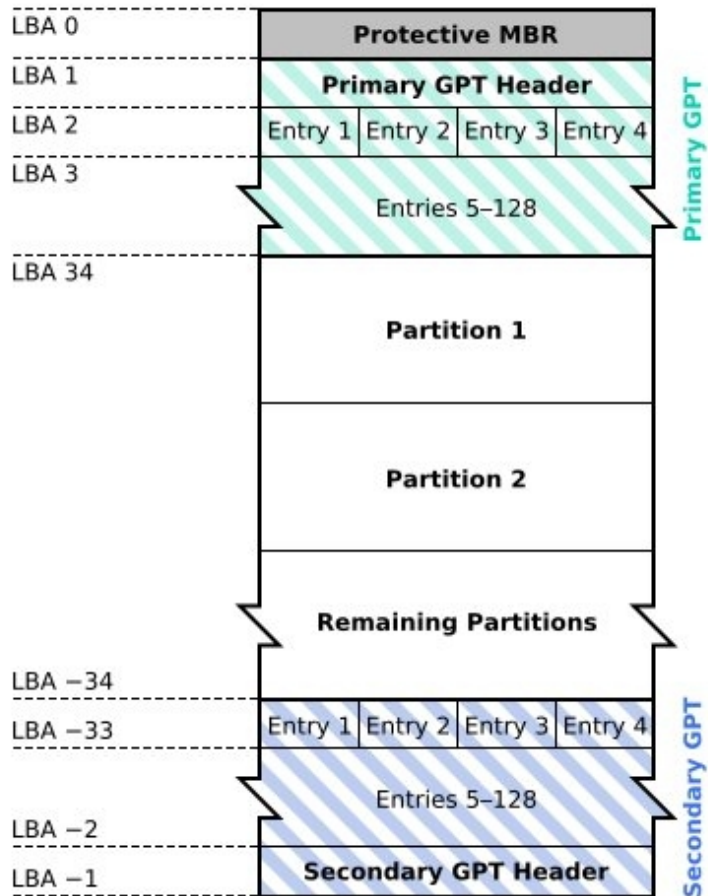 LBA 0
Protective MBR
LBA 1
Primary GPT Header
LBA 2
Entry 1 Entry 2 Entry 3 Entry 4
LBA 3
Entries 5–128
Primary GPT
LBA 34
Partition 1
Partition 2
Remaining Partitions
LBA −34
LBA −33
Entry 1 Entry 2 Entry 3 Entry 4
Entries 5–128
LBA −2
LBA −1
Secondary GPT Header
Secondary GPT